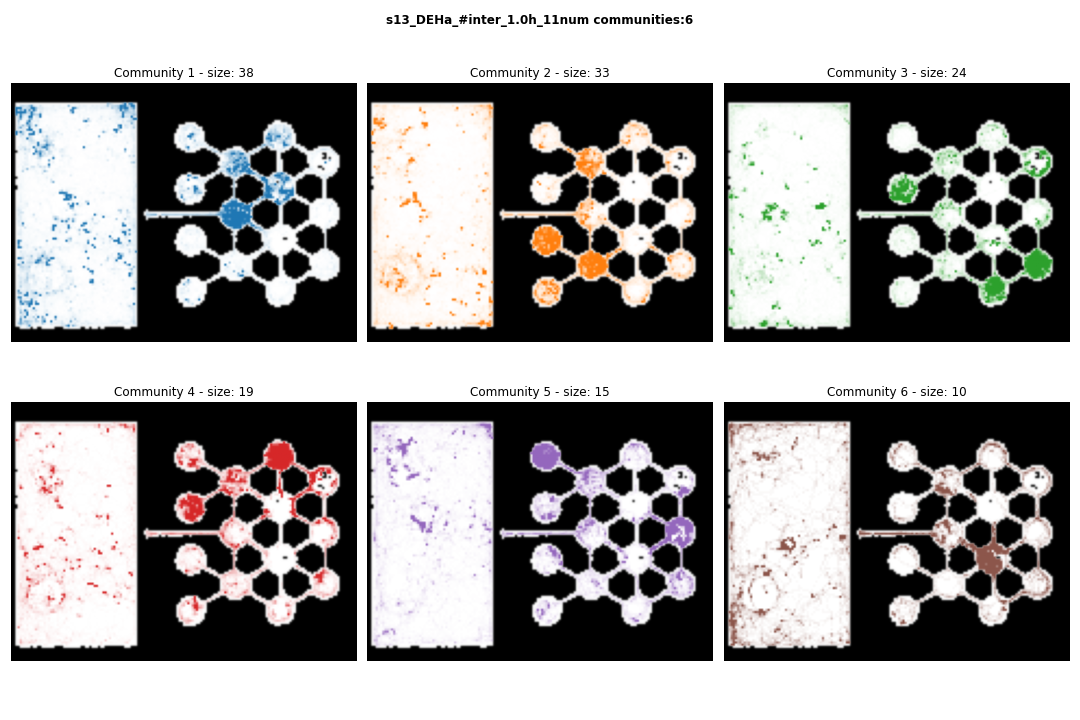 s13_DEHa_#inter_1.0h_11num communities:6
Community 1 - size: 38
Community 2 - size: 33
Community 3 - size: 24
Community 4 - size: 19
Community 5 - size: 15
Community 6 - size: 10